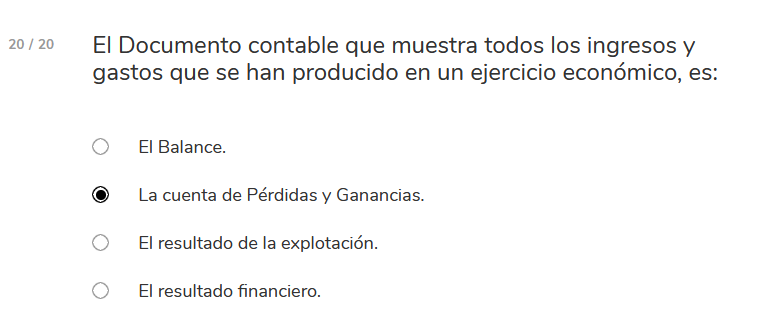 20 / 20
El Documento contable que muestra todos los ingresos y
gastos que se han producido en un ejercicio económico, es:
El Balance.
La cuenta de Pérdidas y Ganancias.
El resultado de la explotación.
El resultado financiero.